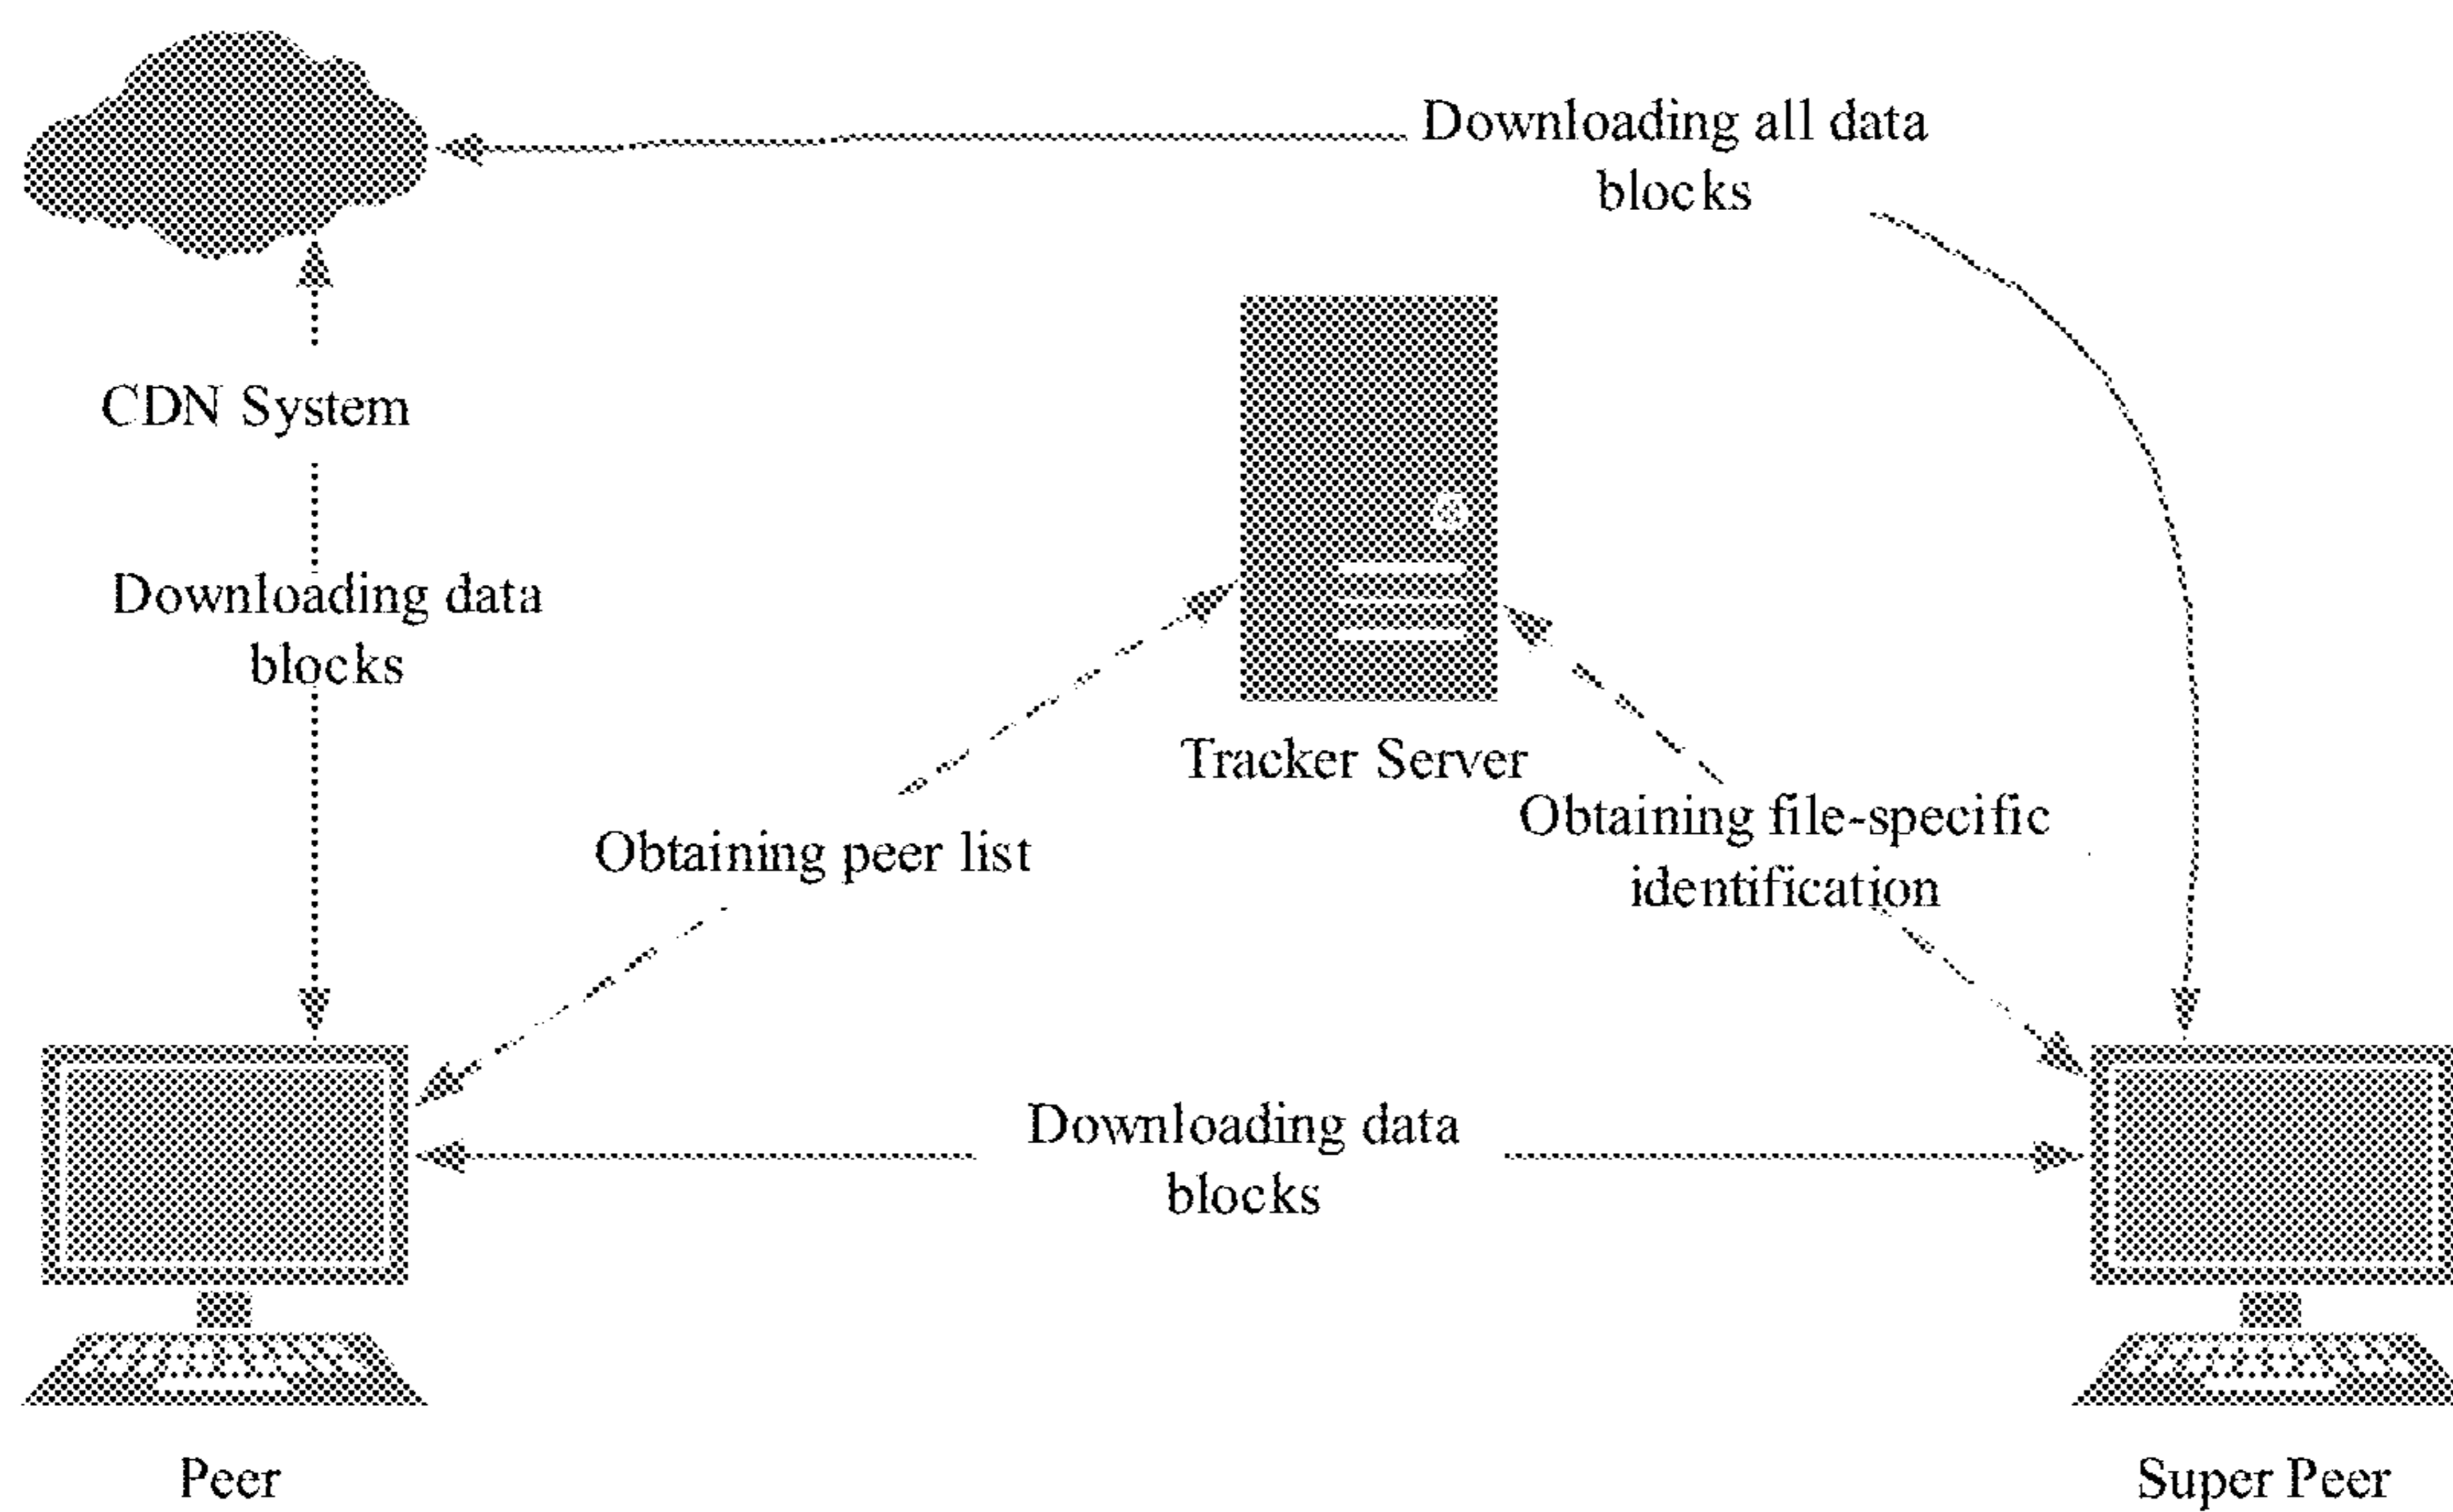 Downloading all data
blocks
CDN System
Downloading data
blocks
Tracker Server
Obtaining peer list
Obtaining file-specific
identification
Downloading data
blocks
Peer
Super Peer